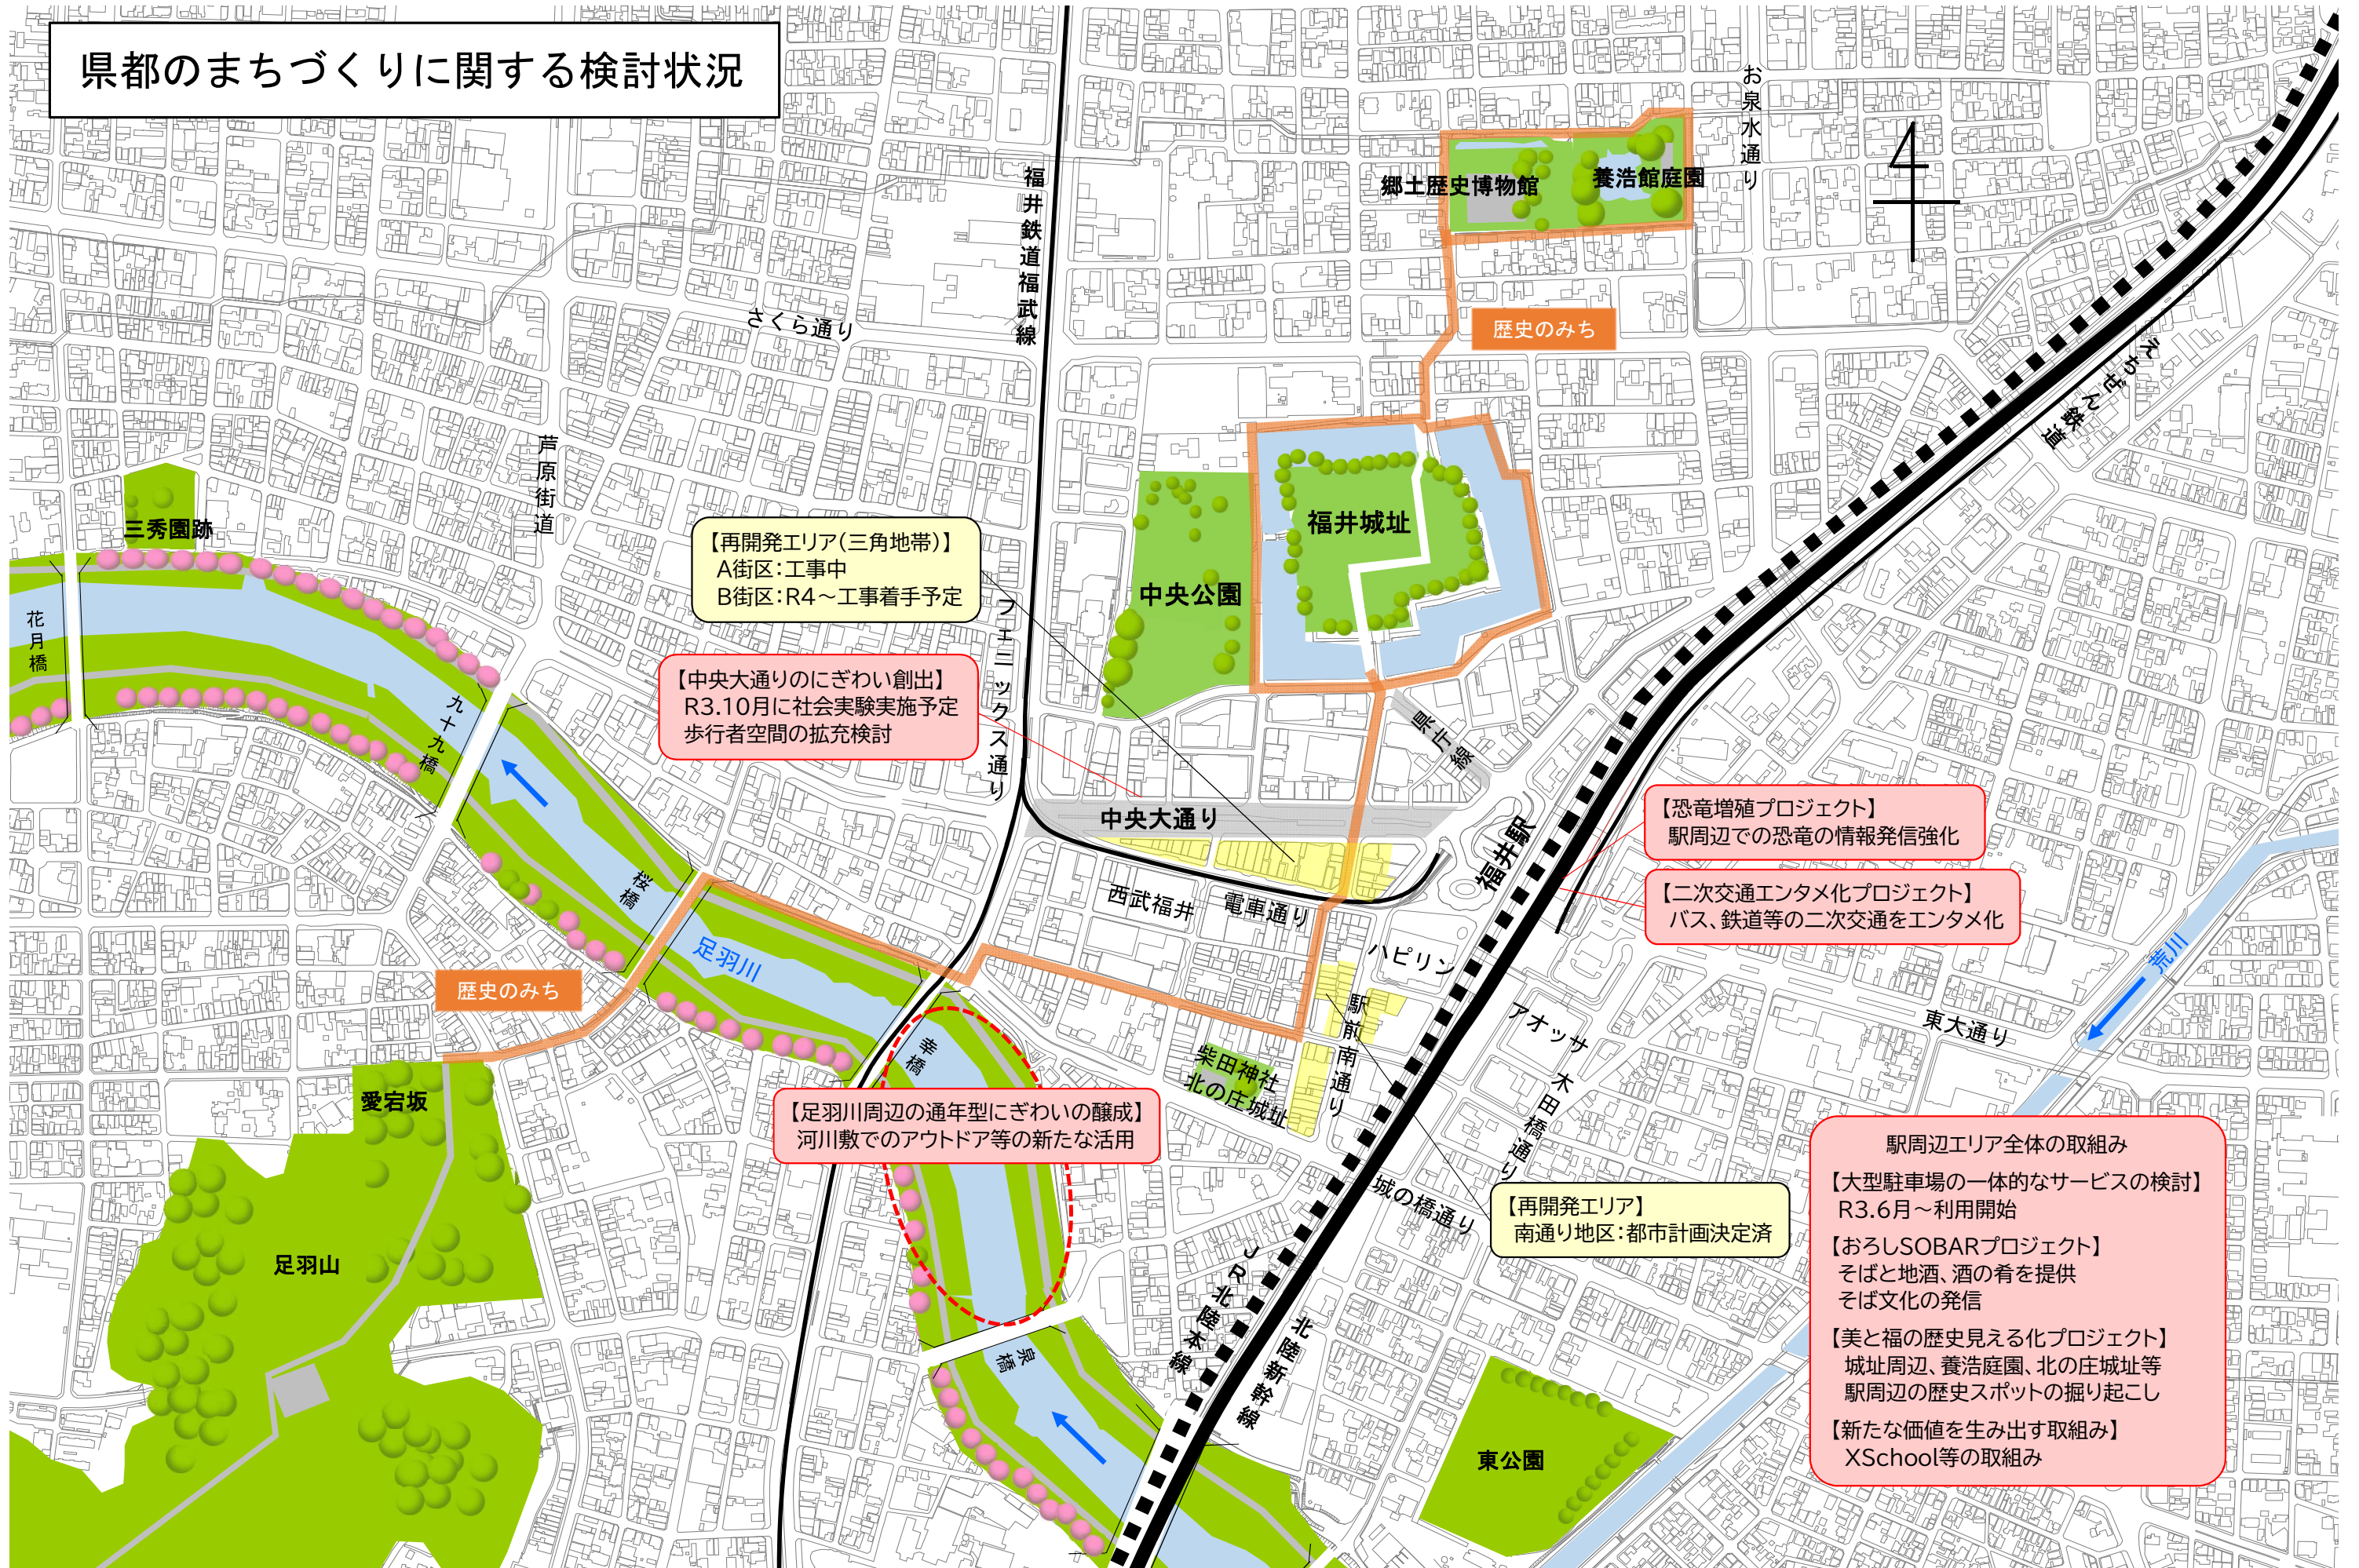 県都のまちづくりに関する検討状況
お泉水通り
郷土歴史博物館
養浩館庭園
福井鉄道福武線
さくら通り
歴史のみち
えちぜん鉄道
芦原街道
三秀園跡
福井城址
中央公園
【再開発エリア（三角地帯）】
A街区：工事中
B街区：R4～工事着手予定
フェニックス通り
花月橋
九十九橋
【中央大通りのにぎわい創出】
R3.10月に社会実験実施予定
歩行者空間の拡充検討
県庁線
中央大通り
福井駅
【恐竜増殖プロジェクト】
駅周辺での恐竜の情報発信強化
【二次交通エンタメ化プロジェクト】
バス、鉄道等の二次交通をエンタメ化
桜橋
西武福井
電車通り
足羽川
ハピリン
荒川
歴史のみち
駅前南通り
アオッサ
東大通り
幸橋
柴田神社
北の庄城址
木田橋通り
愛宕坂
【足羽川周辺の通年型にぎわいの醸成】
河川敷でのアウトドア等の新たな活用
城の橋通り
【再開発エリア】
南通り地区：都市計画決定済
足羽山
JR北陸本線
北陸新幹線
泉橋
東公園
駅周辺エリア全体の取組み
【大型駐車場の一体的なサービスの検討】
R3.6月～利用開始
【おろしSOBARプロジェクト】
そばと地酒、酒の肴を提供
そば文化の発信
【美と福の歴史見える化プロジェクト】
城址周辺、養浩庭園、北の庄城址等
駅周辺の歴史スポットの掘り起こし
【新たな価値を生み出す取組み】
XSchool等の取組み